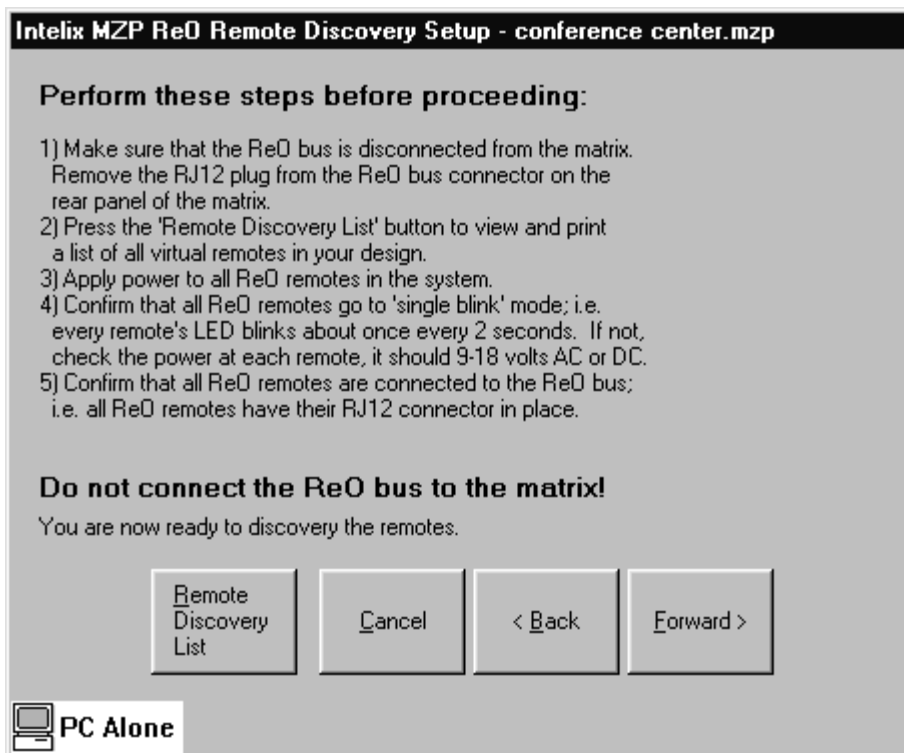 Intelix MZP ReO Remote Discovery Setup - conference center.mzp
Perform these steps before proceeding:
1) Make sure that the ReO bus is disconnected from the matrix.
Remove the RJ12 plug from the ReO bus connector on the
rear panel of the matrix.
2) Press the 'Remote Discovery List' button to view and print
a list of all virtual remotes in your design.
3) Apply power to all ReO remotes in the system.
4) Confirm that all ReO remotes go to 'single blink' mode; i.e.
every remote's LED blinks about once every 2 seconds.  If not,
check the power at each remote, it should 9-18 volts AC or DC.
5) Confirm that all ReO remotes are connected to the ReO bus;
i.e. all ReO remotes have their RJ12 connector in place.
Do not connect the ReO bus to the matrix!
You are now ready to discovery the remotes.
Remote
Discovery
List
Cancel
< Back
Forward >
PC Alone